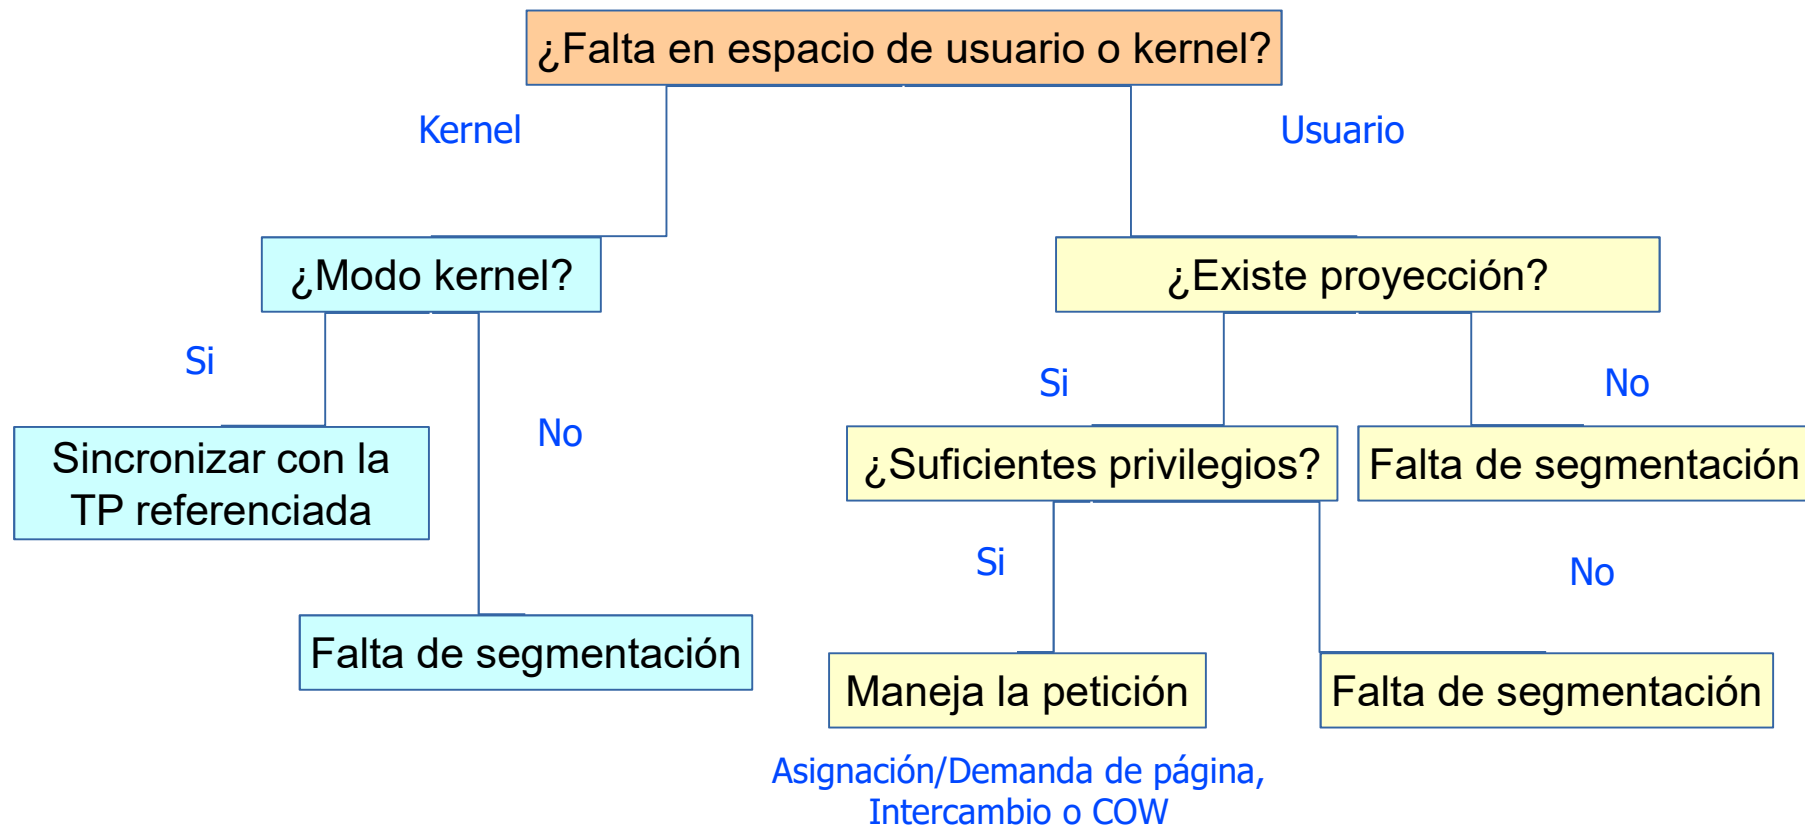 ¿Falta en espacio de usuario o kernel?
Kernel
Usuario
¿Modo kernel?
¿Existe proyección?
Si
No
Si
No
Sincronizar con la
TP referenciada
¿Suficientes privilegios?
Falta de segmentación
Si
No
Falta de segmentación
Maneja la petición
Falta de segmentación
Asignación/Demanda de página,
Intercambio o COW